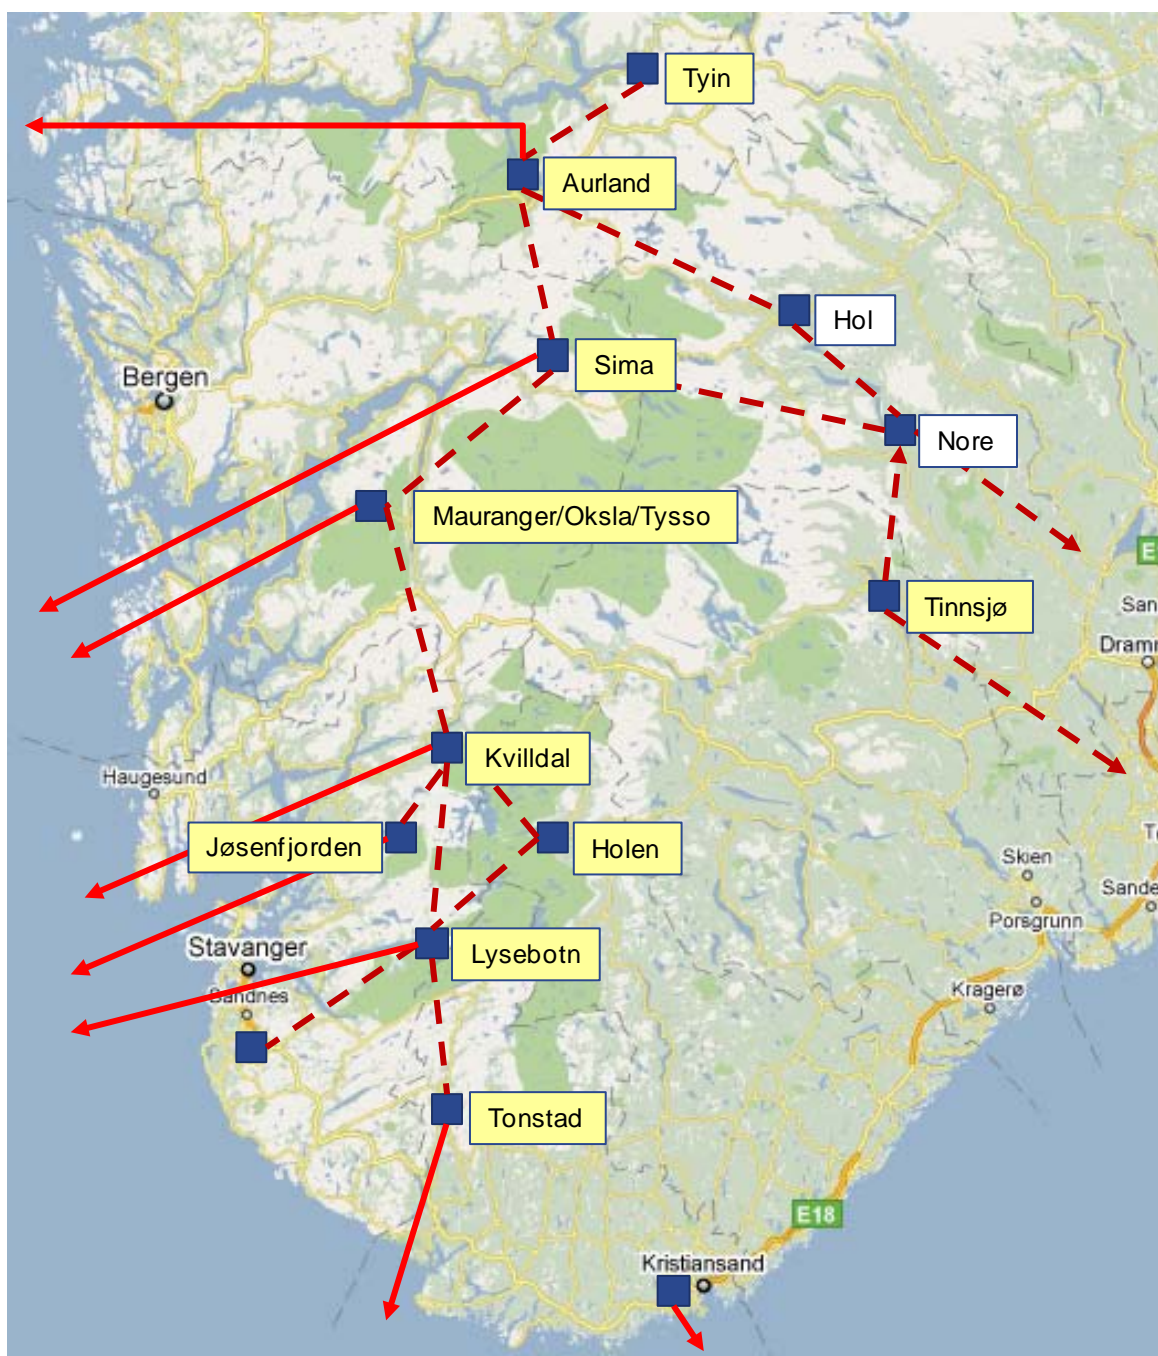 Tyin
Aurland
Hol
Sima
Bergen
Nore
Mauranger/Oksla/Tysso
E
Tinnsjø
San
Dramm
Kvilldal
Haugesund
Jøsenfjorden
Holen
Skien
Sande
Porsgrunn
Stavanger
Lysebotn
Sandnes
Kragerø
Tonstad
E18
Kristiansand